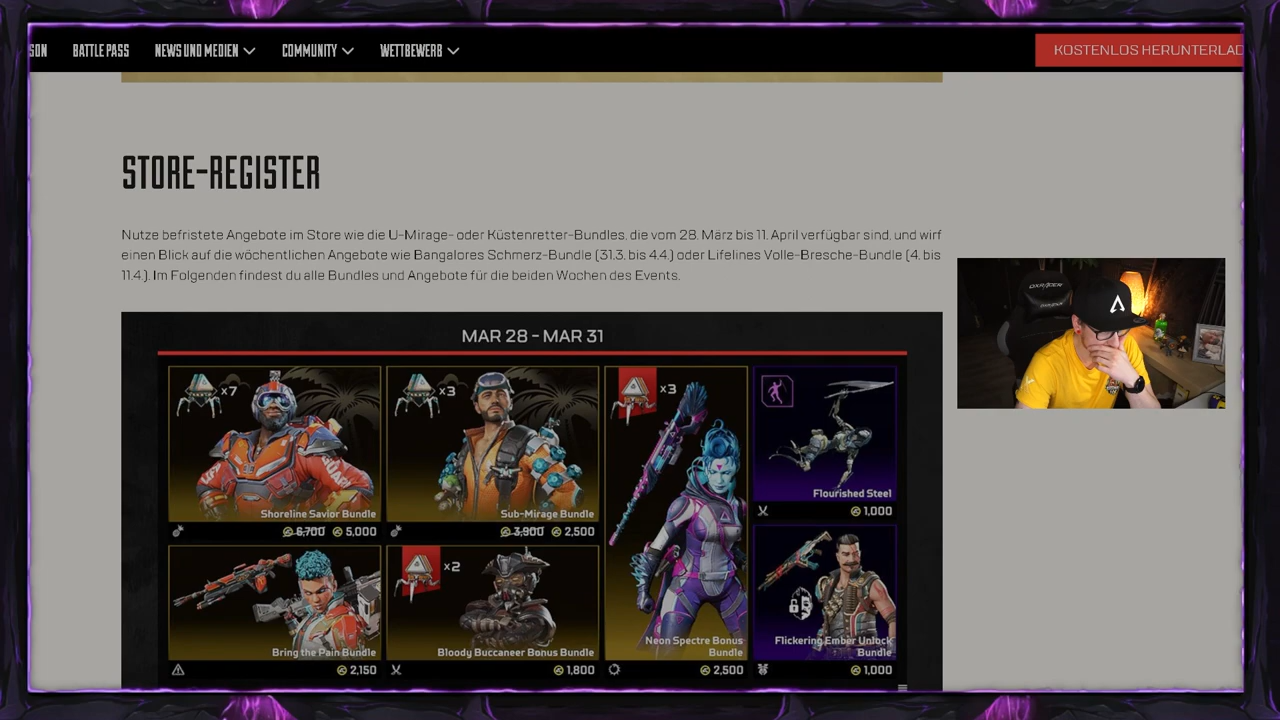 SON
BATTLE PASS
NEWS UND MEDIEN
COMMUNITY
WETTBEWERB
KOSTENLOS HERUNTERLAD
STORE-REGISTER
Nutze befristete Angebote im Store wie die U-Mirage- oder Küstenretter-Bundles, die vom 28. März bis 11. April verfügbar sind, und wirf
einen Blick auf die wöchentlichen Angebote wie Bangalores Schmerz-Bundle (31.3. bis 4.4.) oder Lifelines Volle-Bresche-Bundle (4. bis
11.4.). Im Folgenden findest du alle Bundles und Angebote für die beiden Wochen des Events.
MAR 28 - MAR 31
x7
Shoreline Savior Bundle
6,700 5,000
x3
Sub-Mirage Bundle
3,900 2,500
x3
Neon Spectre Bonus
Bundle
2,500
Flourished Steel
1,000
Bring the Pain Bundle
2,150
x2
Bloody Buccaneer Bonus Bundle
1,800
Flickering Ember Unlock
Bundle
1,000